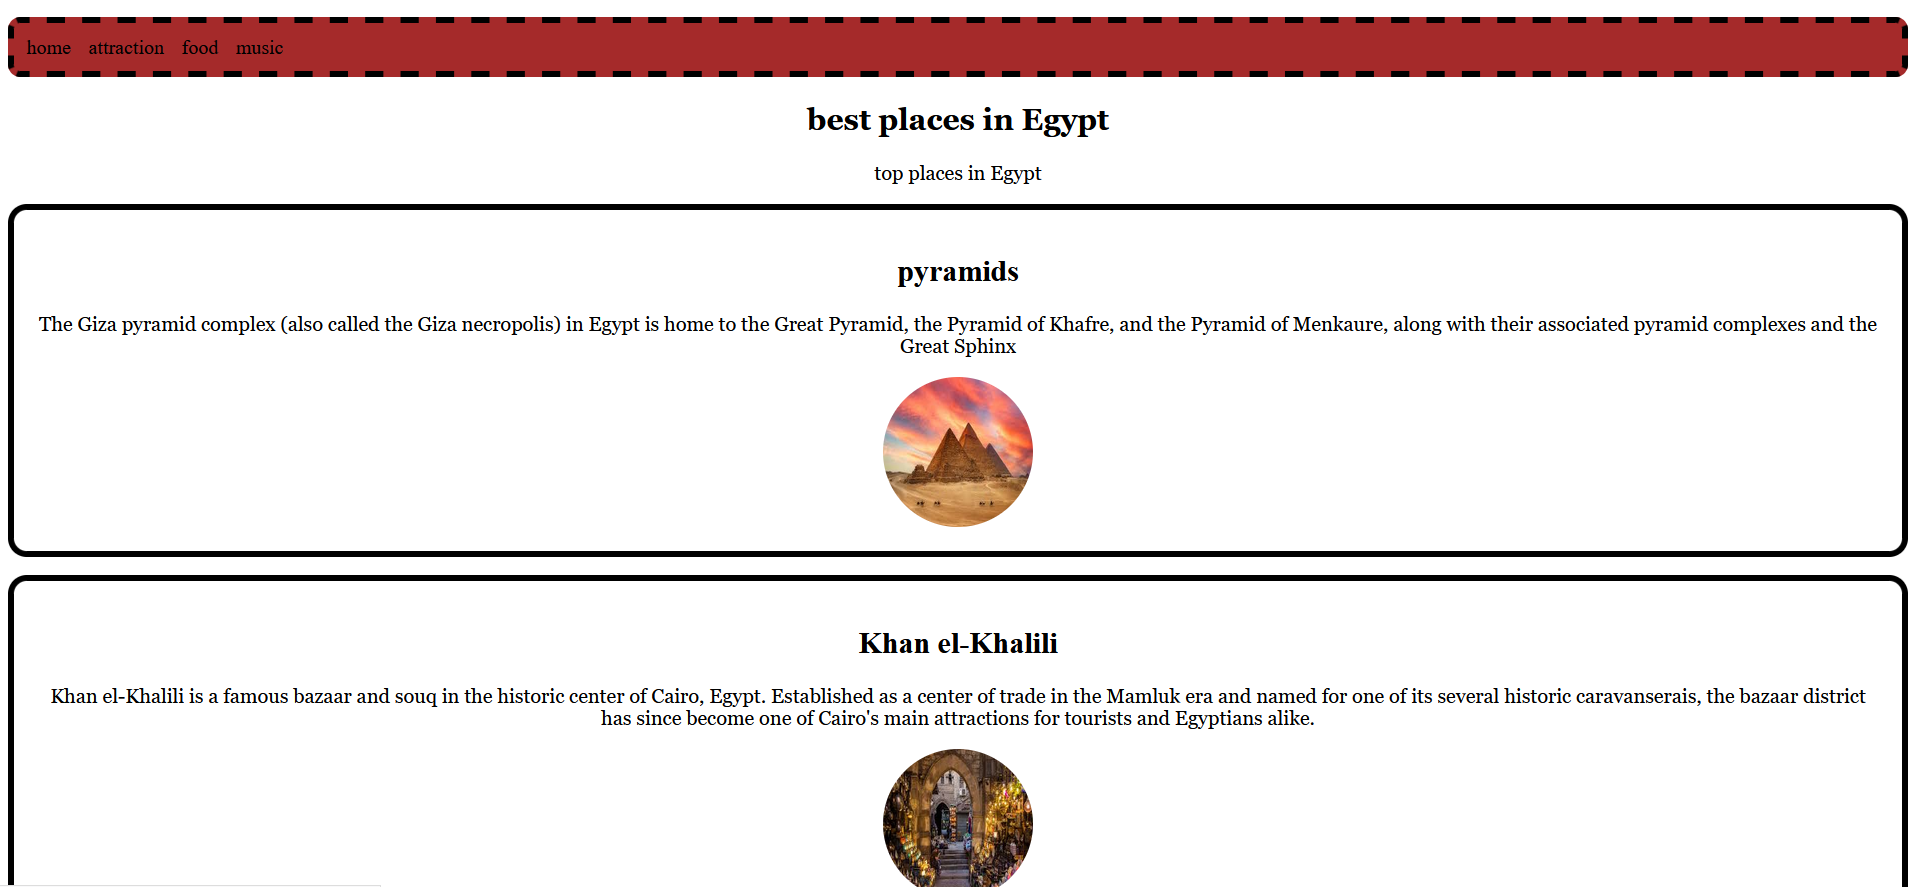 home attraction food music
best places in Egypt
top places in Egypt
pyramids
The Giza pyramid complex (also called the Giza necropolis) in Egypt is home to the Great Pyramid, the Pyramid of Khafre, and the Pyramid of Menkaure, along with their associated pyramid complexes and the
Great Sphinx
Khan el-Khalili
Khan el-Khalili is a famous bazaar and souq in the historic center of Cairo, Egypt. Established as a center of trade in the Mamluk era and named for one of its several historic caravanserais, the bazaar district
has since become one of Cairo's main attractions for tourists and Egyptians alike.